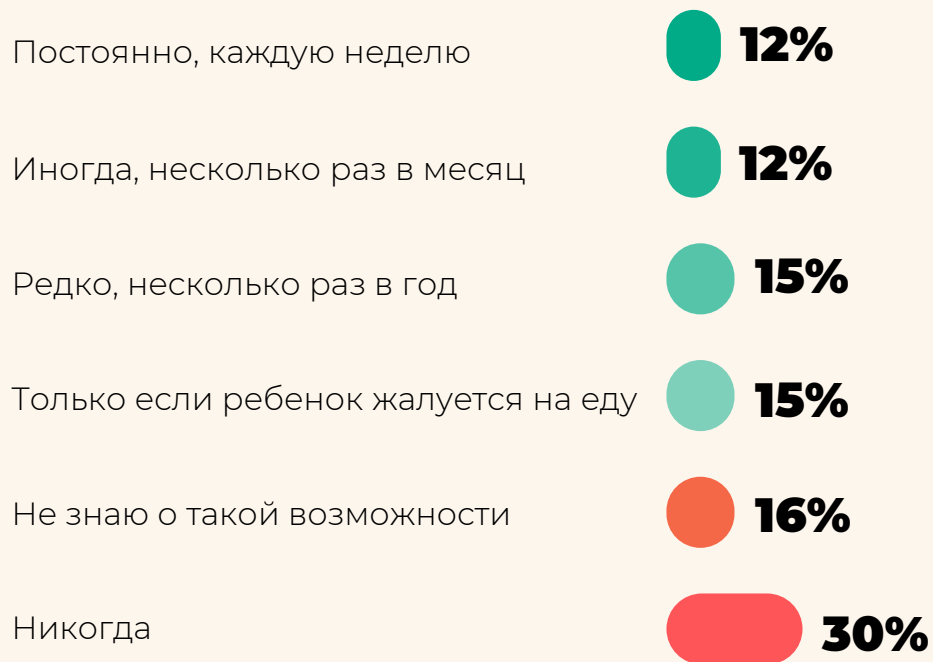 Постоянно, каждую неделю 12%
Иногда, несколько раз в месяц 12%
Редко, несколько раз в год 15%
Только если ребенок жалуется на еду 15%
Не знаю о такой возможности 16%
Никогда 30%